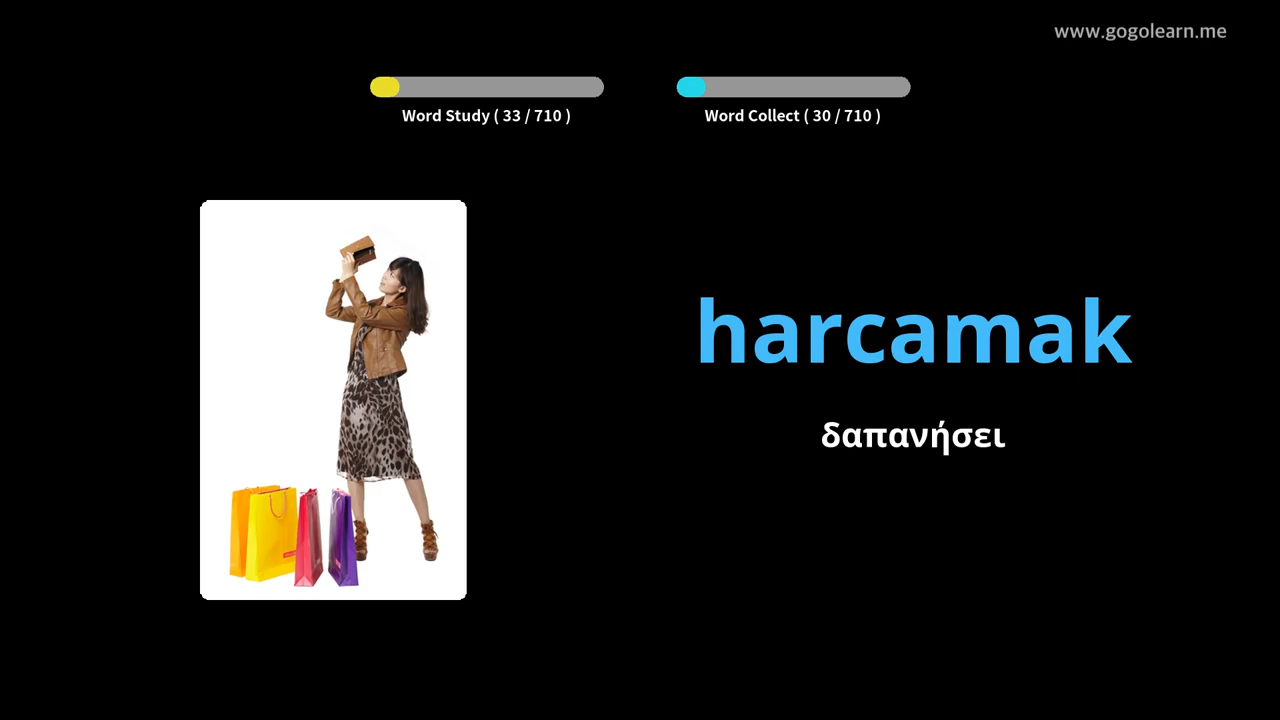 www.gogolearn.me
Word Study ( 33 / 710 )
Word Collect ( 30 / 710 )
harcamak
δαπανήσει